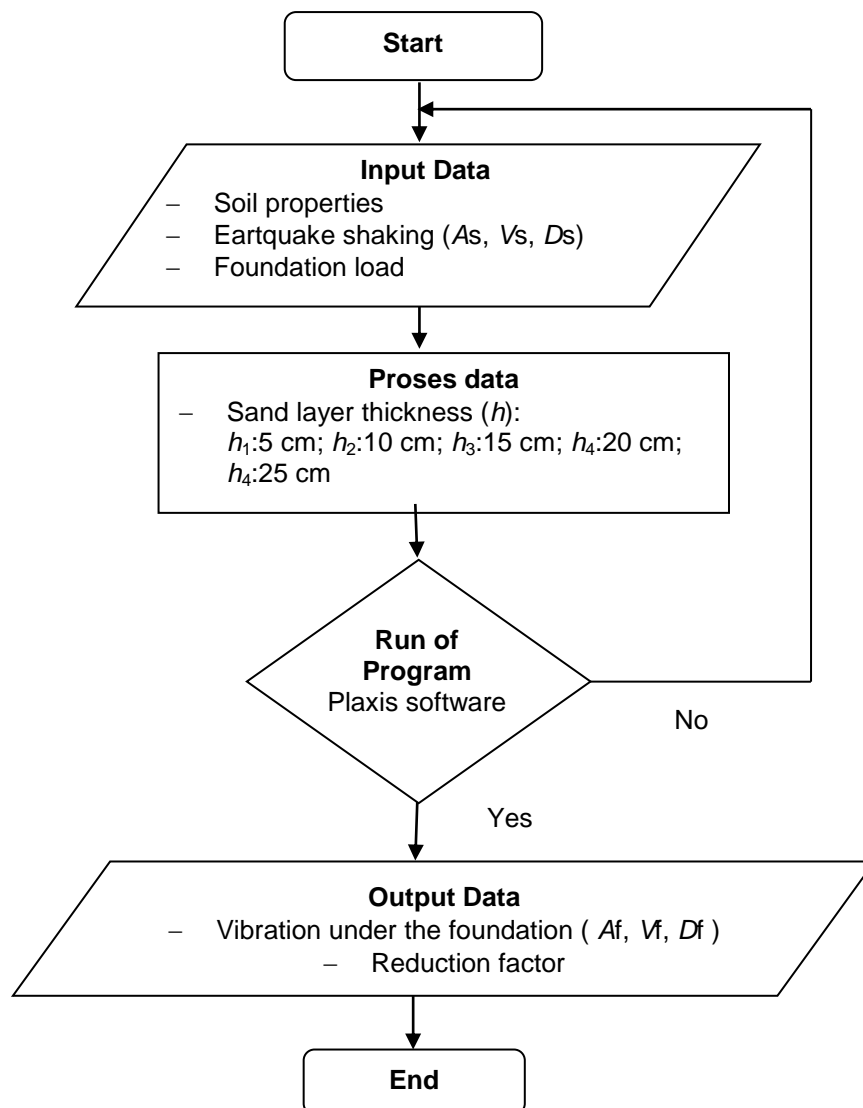 Start
Input Data
– Soil properties
– Eartquake shaking (As, Vs, Ds)
– Foundation load
Proses data
– Sand layer thickness (h):
h₁:5 cm; h₂:10 cm; h₃:15 cm; h₄:20 cm;
h₄:25 cm
Run of
Program
Plaxis software
No
Yes
Output Data
– Vibration under the foundation ( Af, Vf, Df )
– Reduction factor
End